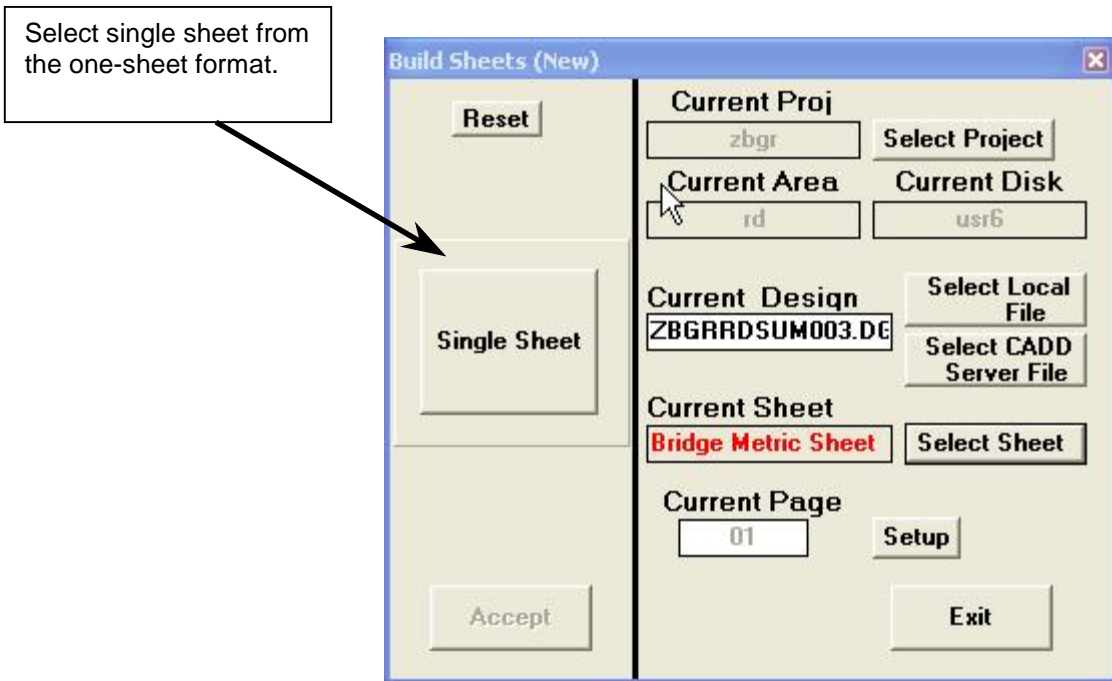 Select single sheet from
the one-sheet format.
Build Sheets (New)
Reset
Single Sheet
Accept
Current Proj
zbgr
Select Project
Current Area
Current Disk
rd
usr6
Current Design
ZBGRRDSUM003.DG
Select Local
File
Select CADD
Server File
Current Sheet
Bridge Metric Sheet
Select Sheet
Current Page
01
Setup
Exit